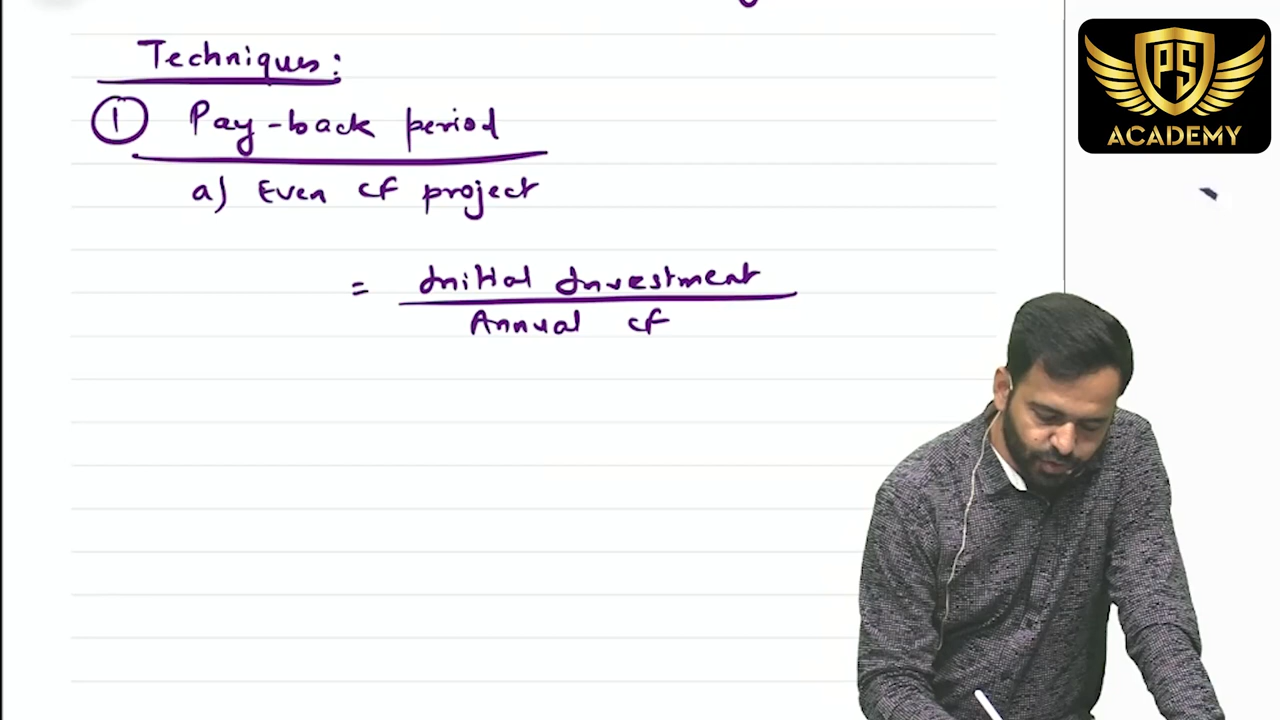 Techniques:
① Pay-back period
a) Even CF project
= Initial Investment
Annual CF
PS
ACADEMY